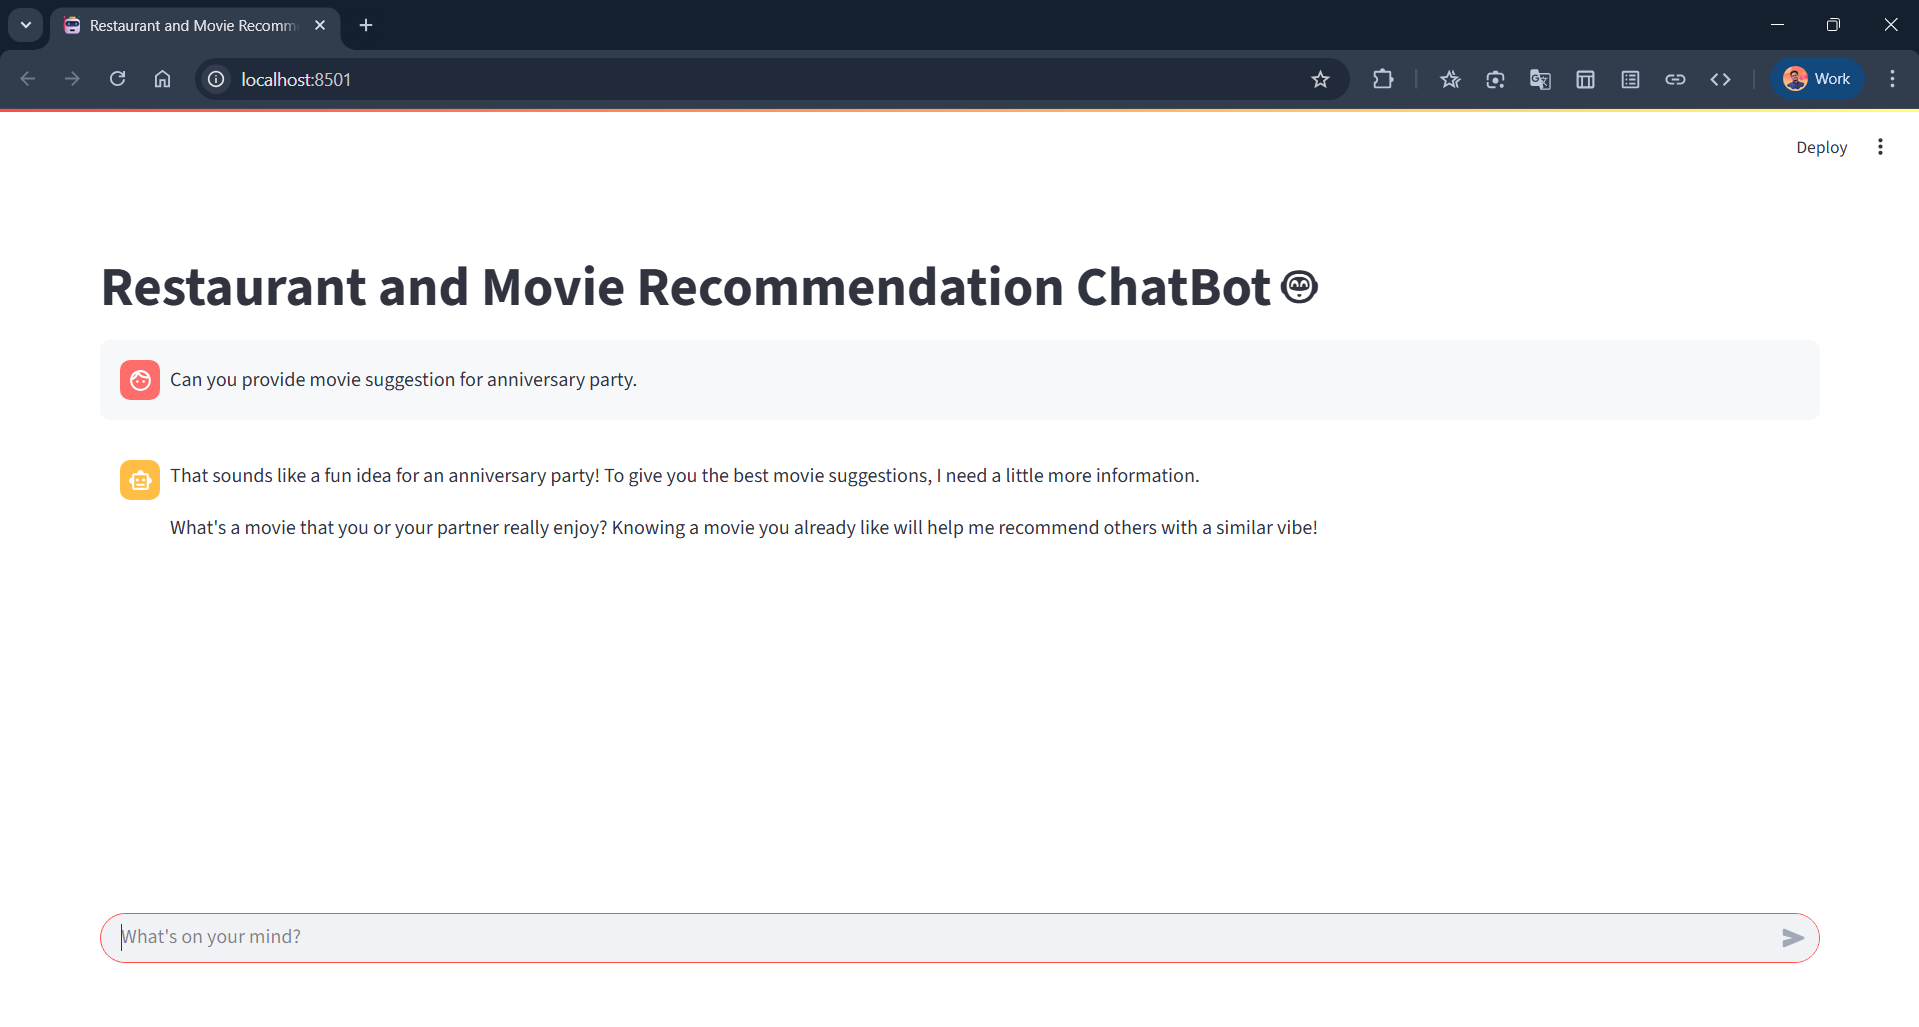 Restaurant and Movie Recomm
localhost:8501
Work
Deploy
Restaurant and Movie Recommendation ChatBot
Can you provide movie suggestion for anniversary party.
That sounds like a fun idea for an anniversary party! To give you the best movie suggestions, I need a little more information.
What's a movie that you or your partner really enjoy? Knowing a movie you already like will help me recommend others with a similar vibe!
What's on your mind?